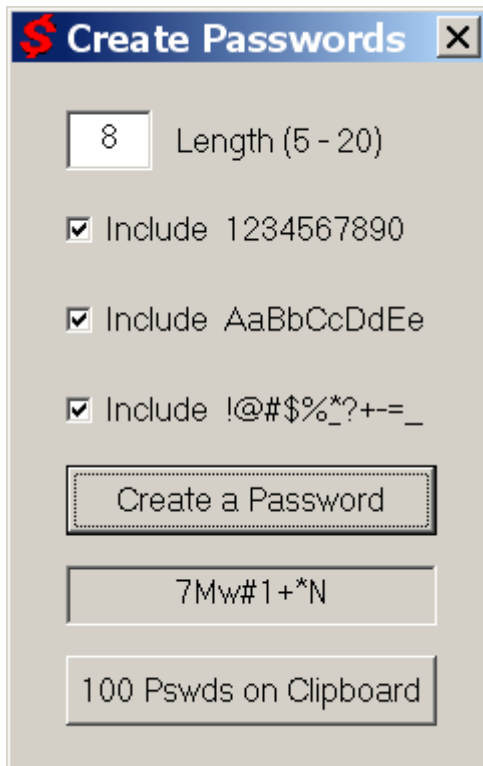 $ Create Passwords
8 Length (5 - 20)
Include 1234567890
Include AaBbCcDdEe
Include !@#$%*?+-=_
Create a Password
7Mw#1+*N
100 Pswds on Clipboard